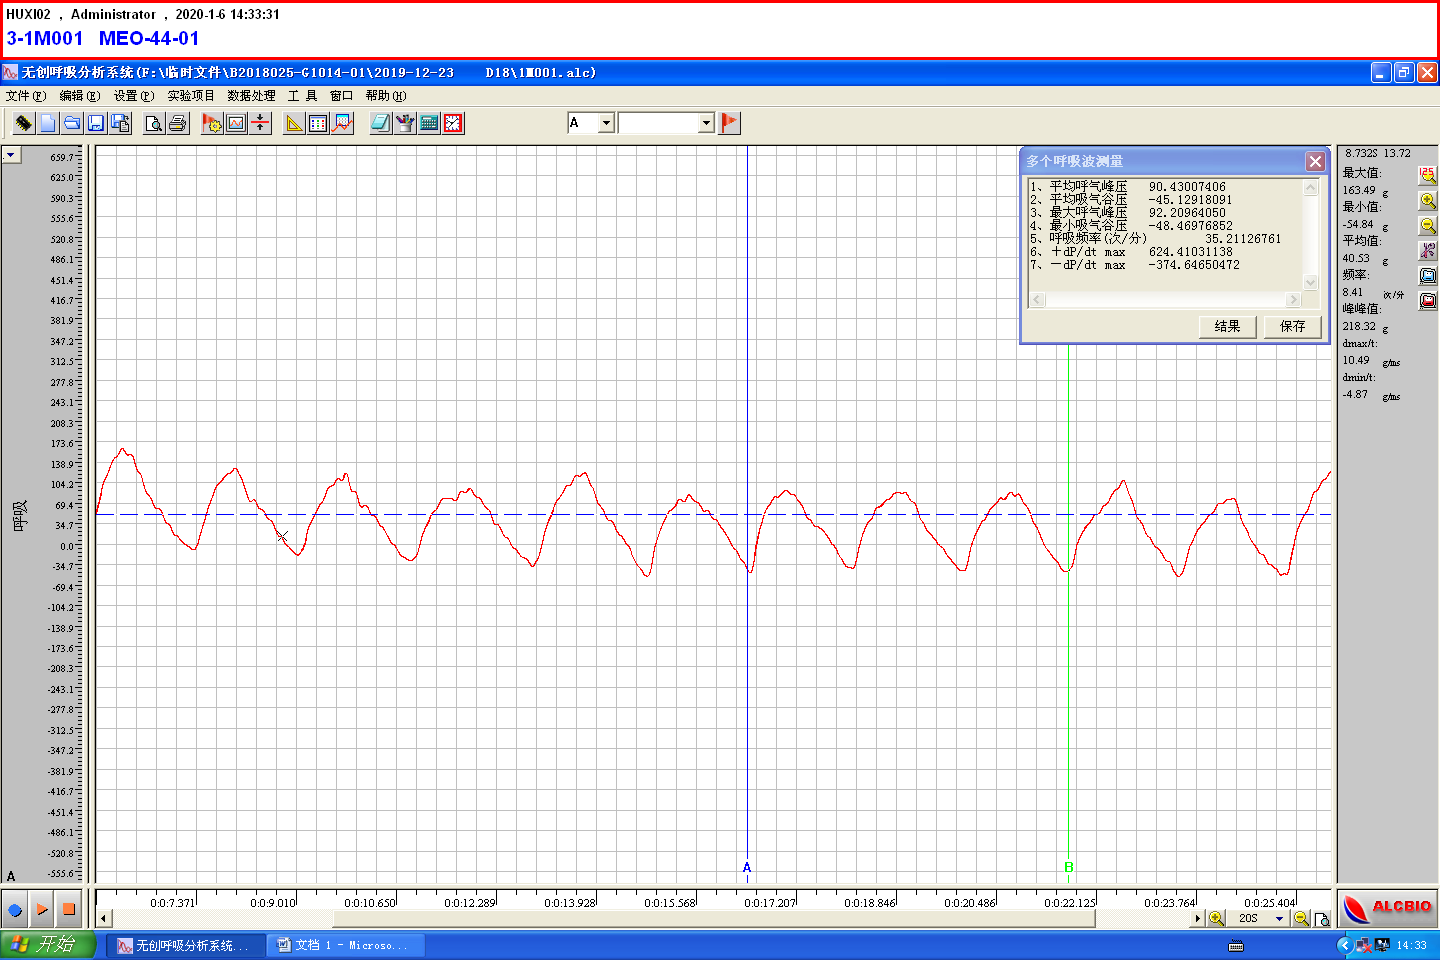 HUXI02 , Administrator , 2020-1-6 14:33:31
3-1M001 MEO-44-01
无创呼吸分析系统(F:\临时文件\B2018025-G1014-01\2019-12-23 D18\1M001.alc)
文件(F) 编辑(E) 设置(P) 实验项目 数据处理 工 具 窗口 帮助(H)
A
659.7
625.0
590.3
555.6
520.8
486.1
451.4
416.7
381.9
347.2
312.5
277.8
243.1
208.3
173.6
138.9
104.2
69.4
34.7
0.0
-34.7
-69.4
-104.2
-138.9
-173.6
-208.3
-243.1
-277.8
-312.5
-347.2
-381.9
-416.7
-451.4
-486.1
-520.8
-555.6
呼吸
A
多个呼吸波测量
1、平均呼气峰压 90.43007406
2、平均吸气谷压 -45.12918091
3、最大呼气峰压 92.20964050
4、最小吸气谷压 -48.46976852
5、呼吸频率(次/分) 35.21126761
6、＋dP/dt max 624.41031138
7、－dP/dt max -374.64650472
结果 保存
8.732S 13.72
最大值:
163.49 g
最小值:
-54.84 g
平均值:
40.53 g
频率:
8.41 次/分
峰峰值:
218.32 g
dmax/t:
10.49 g/ms
dmin/t:
-4.87 g/ms
125
A B
0:0:7.371 0:0:9.010 0:0:10.650 0:0:12.289 0:0:13.928 0:0:15.568 0:0:17.207 0:0:18.846 0:0:20.486 0:0:22.125 0:0:23.764 0:0:25.404
20S
ALCBIO
开始 无创呼吸分析系统... 文档 1 - Microso... 14:33